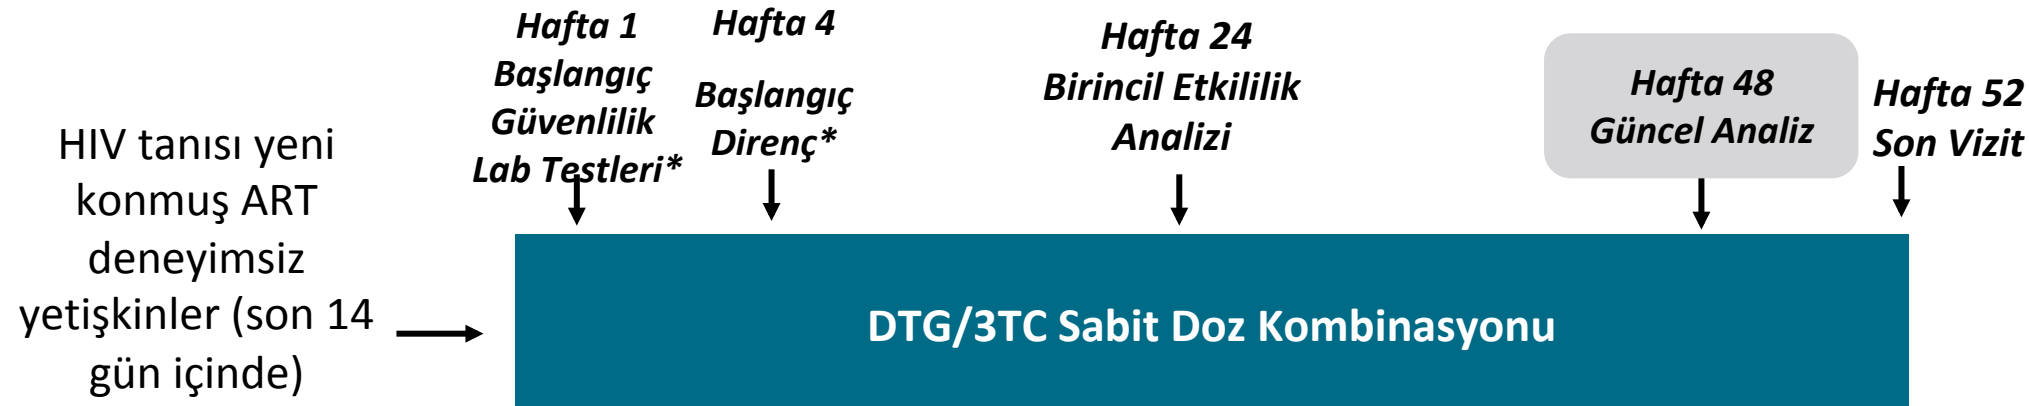 HIV tanısı yeni
konmuş ART
deneyimsiz
yetişkinler (son 14
gün içinde)
Hafta 1
Başlangıç
Güvenlilik
Lab Testleri*
Hafta 4
Başlangıç
Direnç*
Hafta 24
Birincil Etkililik
Analizi
Hafta 48
Güncel Analiz
Hafta 52
Son Vizit
DTG/3TC Sabit Doz Kombinasyonu